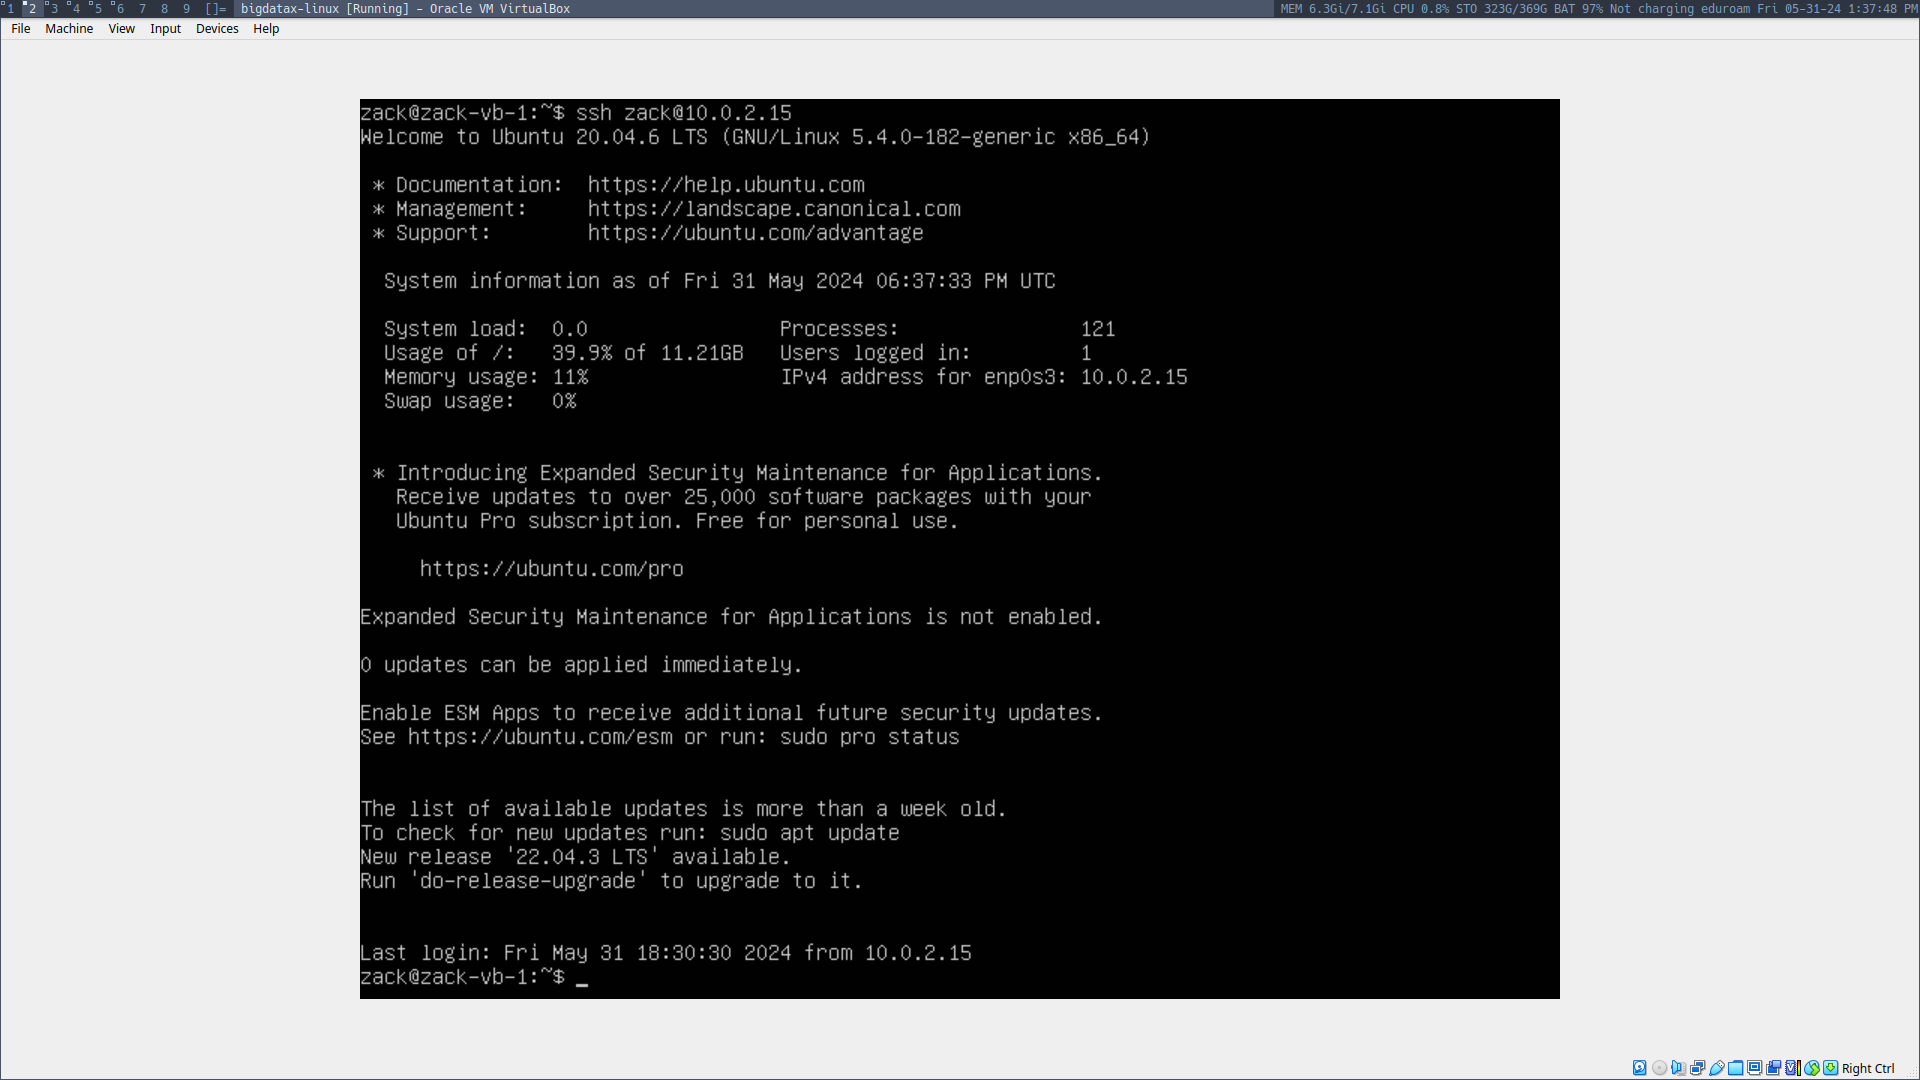 1 2 3 4 5 6 7 8 9 []= bigdatax-linux [Running] - Oracle VM VirtualBox MEM 6.3Gi/7.1Gi CPU 0.8% STO 323G/369G BAT 97% Not charging eduroam Fri 05-31-24 1:37:48 PM
File Machine View Input Devices Help
zack@zack-vb-1:~$ ssh zack@10.0.2.15
Welcome to Ubuntu 20.04.6 LTS (GNU/Linux 5.4.0-182-generic x86_64)
* Documentation: https://help.ubuntu.com
* Management: https://landscape.canonical.com
* Support: https://ubuntu.com/advantage
System information as of Fri 31 May 2024 06:37:33 PM UTC
System load: 0.0 Processes: 121
Usage of /: 39.9% of 11.21GB Users logged in: 1
Memory usage: 11% IPv4 address for enp0s3: 10.0.2.15
Swap usage: 0%
* Introducing Expanded Security Maintenance for Applications.
Receive updates to over 25,000 software packages with your
Ubuntu Pro subscription. Free for personal use.
https://ubuntu.com/pro
Expanded Security Maintenance for Applications is not enabled.
0 updates can be applied immediately.
Enable ESM Apps to receive additional future security updates.
See https://ubuntu.com/esm or run: sudo pro status
The list of available updates is more than a week old.
To check for new updates run: sudo apt update
New release '22.04.3 LTS' available.
Run 'do-release-upgrade' to upgrade to it.
Last login: Fri May 31 18:30:30 2024 from 10.0.2.15
zack@zack-vb-1:~$ _
Right Ctrl